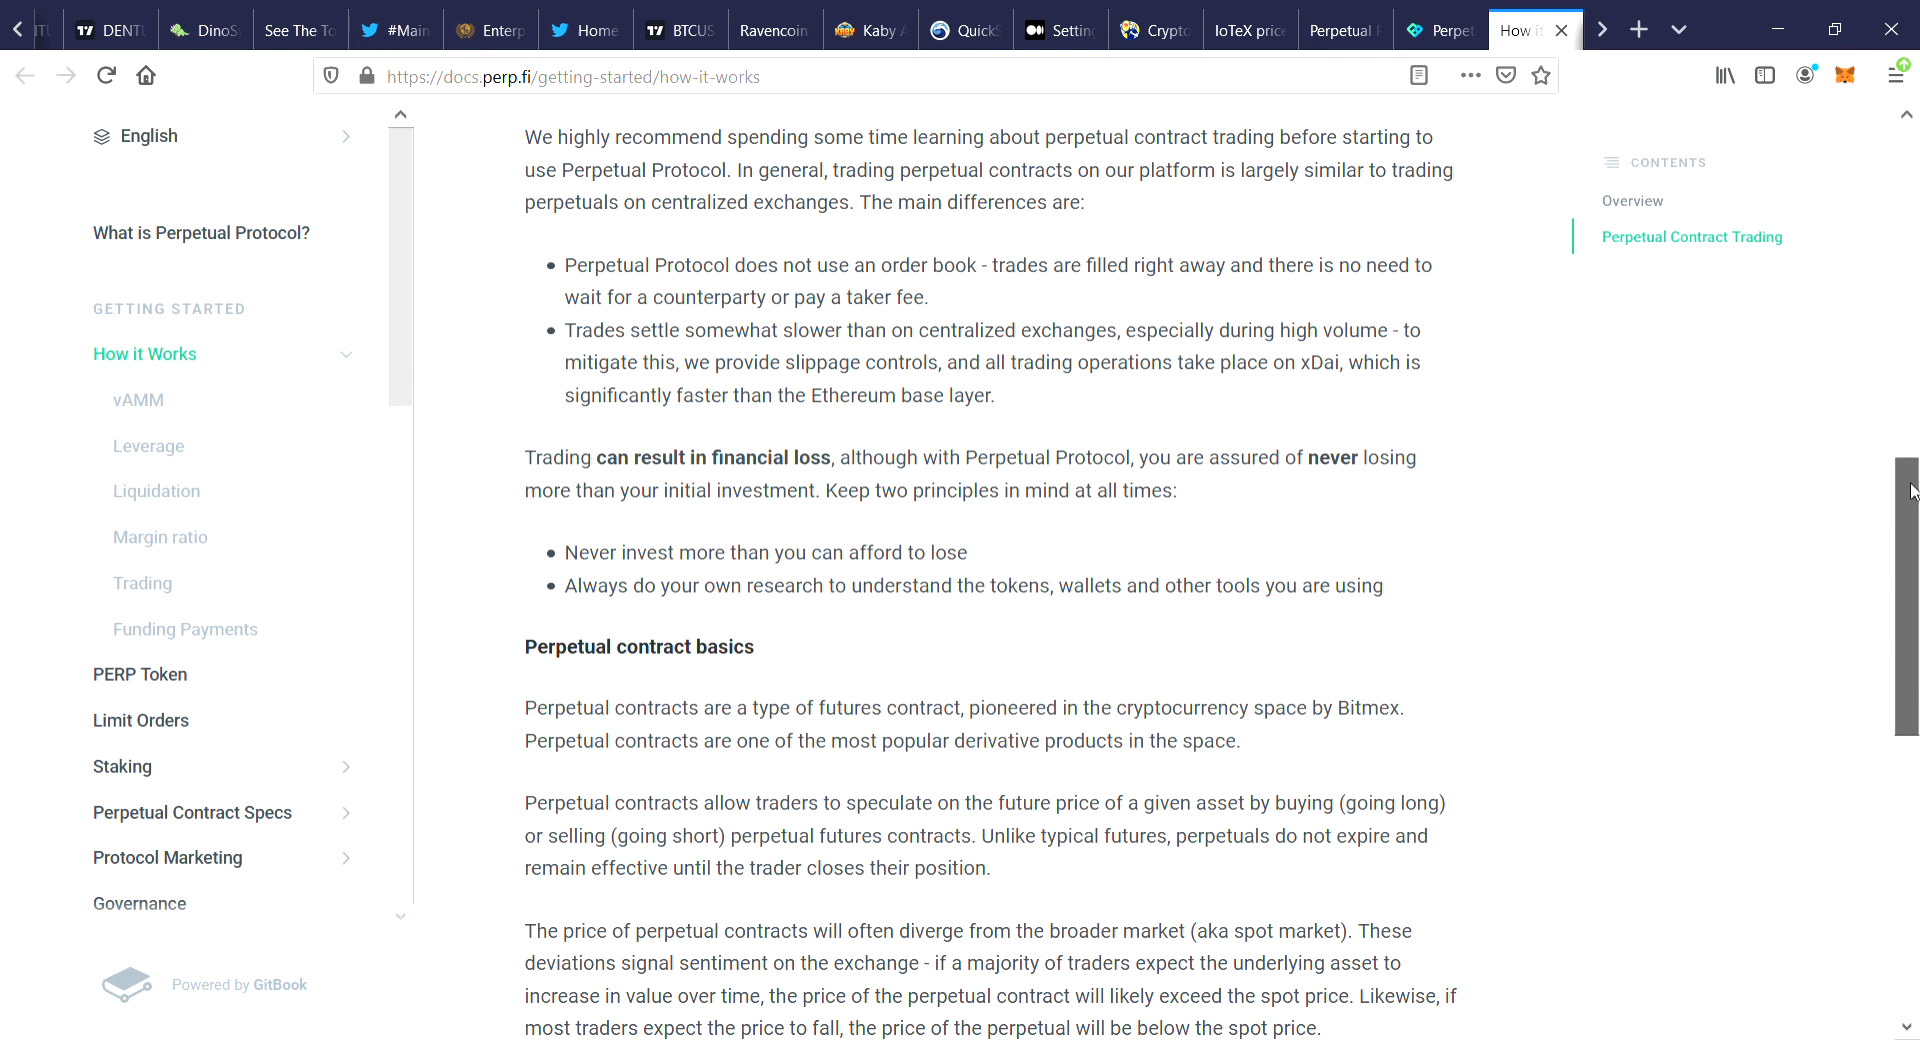 DENT
DinoS
See The To
#Main
Enterp
Home
BTCUS
Ravencoin
Kaby
QuickS
Setting
Crypto
IoTeX price
Perpetual
Perpet
How i
https://docs.perp.fi/getting-started/how-it-works
English
What is Perpetual Protocol?
GETTING STARTED
How it Works
vAMM
Leverage
Liquidation
Margin ratio
Trading
Funding Payments
PERP Token
Limit Orders
Staking
Perpetual Contract Specs
Protocol Marketing
Governance
Powered by GitBook
We highly recommend spending some time learning about perpetual contract trading before starting to
use Perpetual Protocol. In general, trading perpetual contracts on our platform is largely similar to trading
perpetuals on centralized exchanges. The main differences are:
Perpetual Protocol does not use an order book - trades are filled right away and there is no need to
wait for a counterparty or pay a taker fee.
Trades settle somewhat slower than on centralized exchanges, especially during high volume - to
mitigate this, we provide slippage controls, and all trading operations take place on xDai, which is
significantly faster than the Ethereum base layer.
Trading can result in financial loss, although with Perpetual Protocol, you are assured of never losing
more than your initial investment. Keep two principles in mind at all times:
Never invest more than you can afford to lose
Always do your own research to understand the tokens, wallets and other tools you are using
Perpetual contract basics
Perpetual contracts are a type of futures contract, pioneered in the cryptocurrency space by Bitmex.
Perpetual contracts are one of the most popular derivative products in the space.
Perpetual contracts allow traders to speculate on the future price of a given asset by buying (going long)
or selling (going short) perpetual futures contracts. Unlike typical futures, perpetuals do not expire and
remain effective until the trader closes their position.
The price of perpetual contracts will often diverge from the broader market (aka spot market). These
deviations signal sentiment on the exchange - if a majority of traders expect the underlying asset to
increase in value over time, the price of the perpetual contract will likely exceed the spot price. Likewise, if
most traders expect the price to fall, the price of the perpetual will be below the spot price.
CONTENTS
Overview
Perpetual Contract Trading